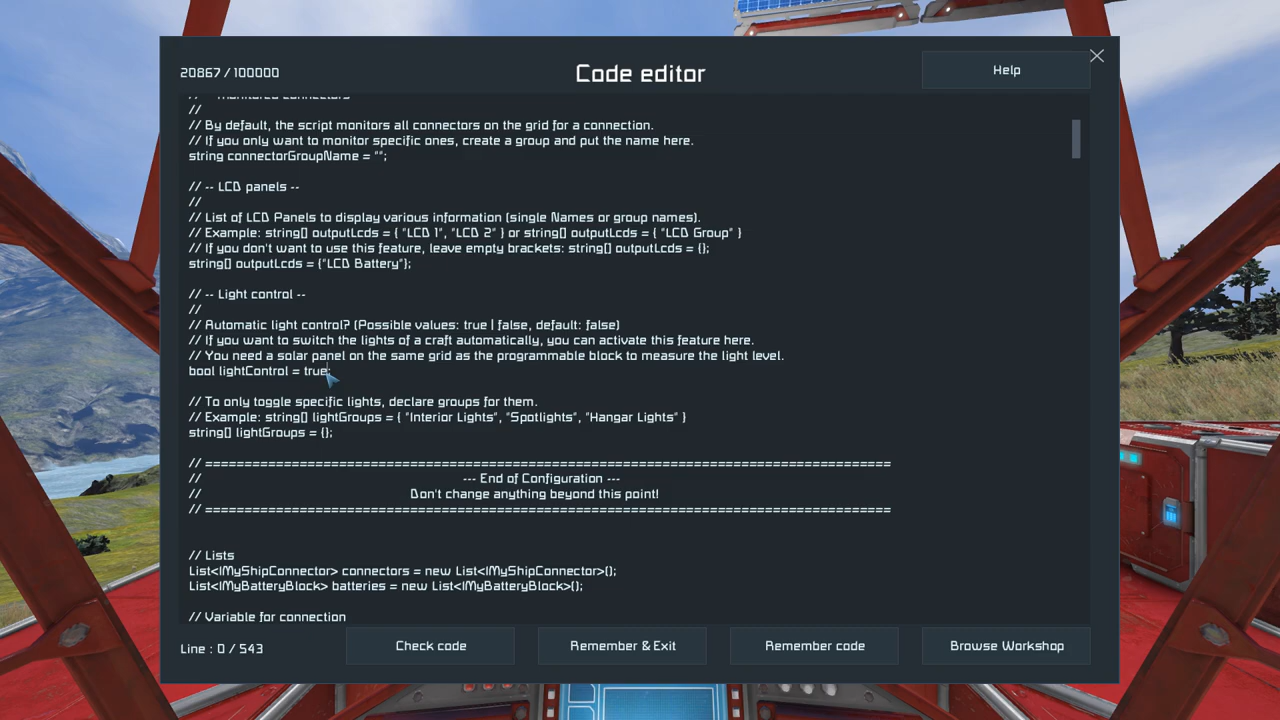 20867 / 100000
Code editor
Help
// -- Monitored connectors --
//
// By default, the script monitors all connectors on the grid for a connection.
// If you only want to monitor specific ones, create a group and put the name here.
string connectorGroupName = "";
// -- LCD panels --
//
// List of LCD Panels to display various information (single Names or group names).
// Example: string[] outputLcds = { "LCD 1", "LCD 2" } or string[] outputLcds = { "LCD Group" }
// If you don't want to use this feature, leave empty brackets: string[] outputLcds = {};
string[] outputLcds = {"LCD Battery"};
// -- Light control --
//
// Automatic light control? (Possible values: true | false, default: false)
// If you want to switch the lights of a craft automatically, you can activate this feature here.
// You need a solar panel on the same grid as the programmable block to measure the light level.
bool lightControl = true;
// To only toggle specific lights, declare groups for them.
// Example: string[] lightGroups = { "Interior Lights", "Spotlights", "Hangar Lights" }
string[] lightGroups = {};
// =======================================================================================
// --- End of Configuration ---
// Don't change anything beyond this point!
// =======================================================================================
// Lists
List<IMyShipConnector> connectors = new List<IMyShipConnector>();
List<IMyBatteryBlock> batteries = new List<IMyBatteryBlock>();
// Variable for connection
Line : 0 / 543
Check code
Remember & Exit
Remember code
Browse Workshop